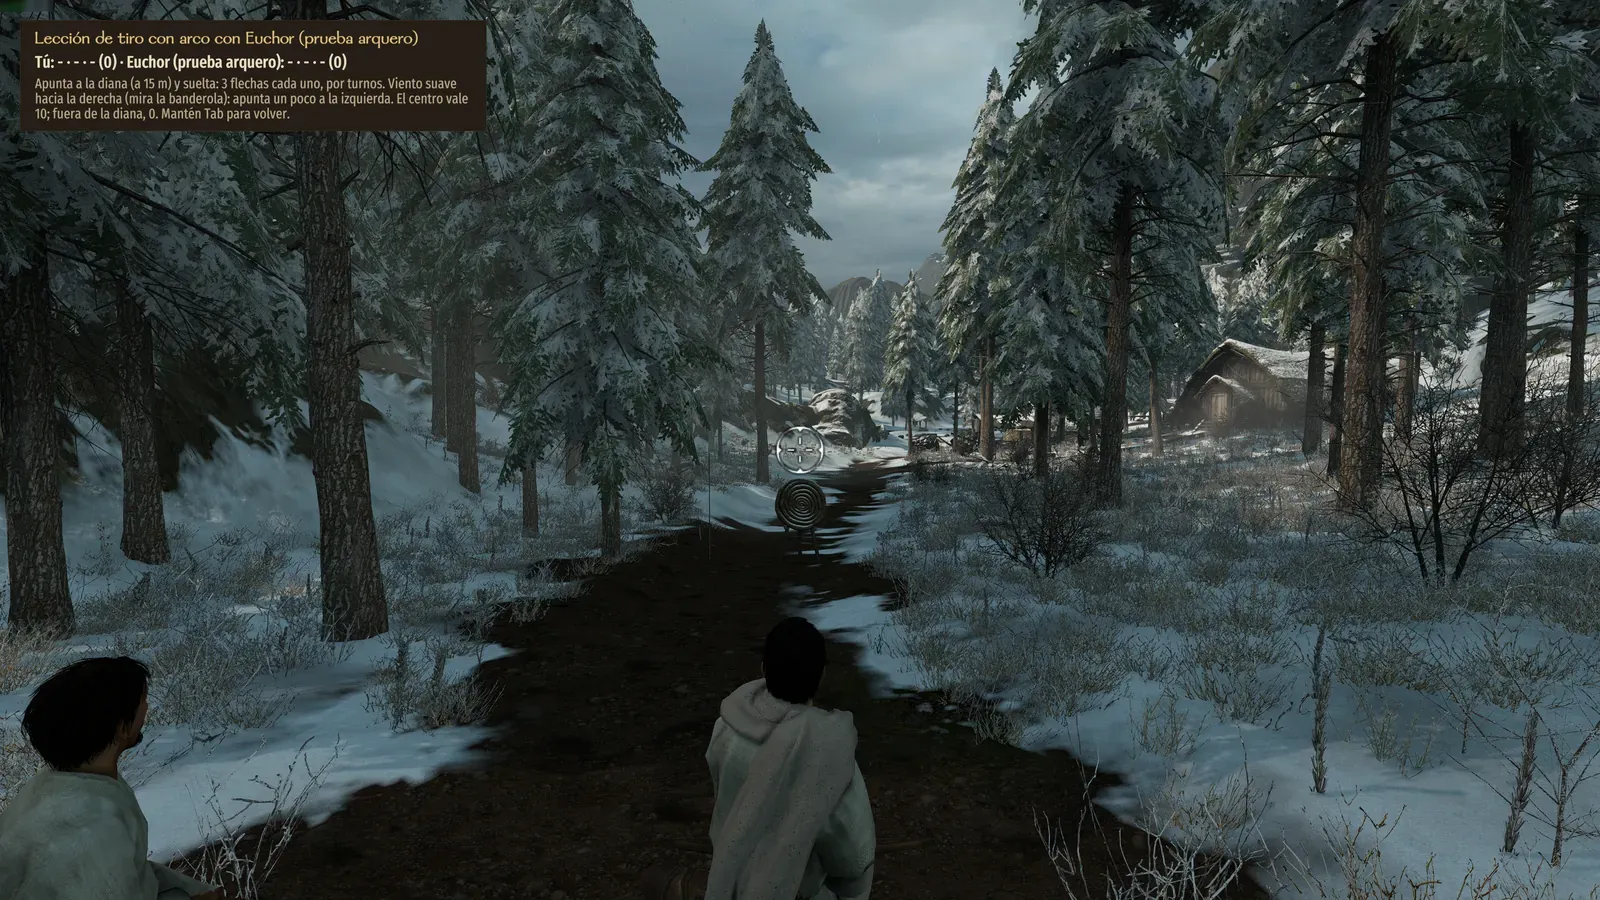 Lección de tiro con arco con Euchor (prueba arquero)
Tú: - · - · - (0) · Euchor (prueba arquero): - · - · - (0)
Apunta a la diana (a 15 m) y suelta: 3 flechas cada uno, por turnos. Viento suave
hacia la derecha (mira la banderola): apunta un poco a la izquierda. El centro vale
10; fuera de la diana, 0. Mantén Tab para volver.